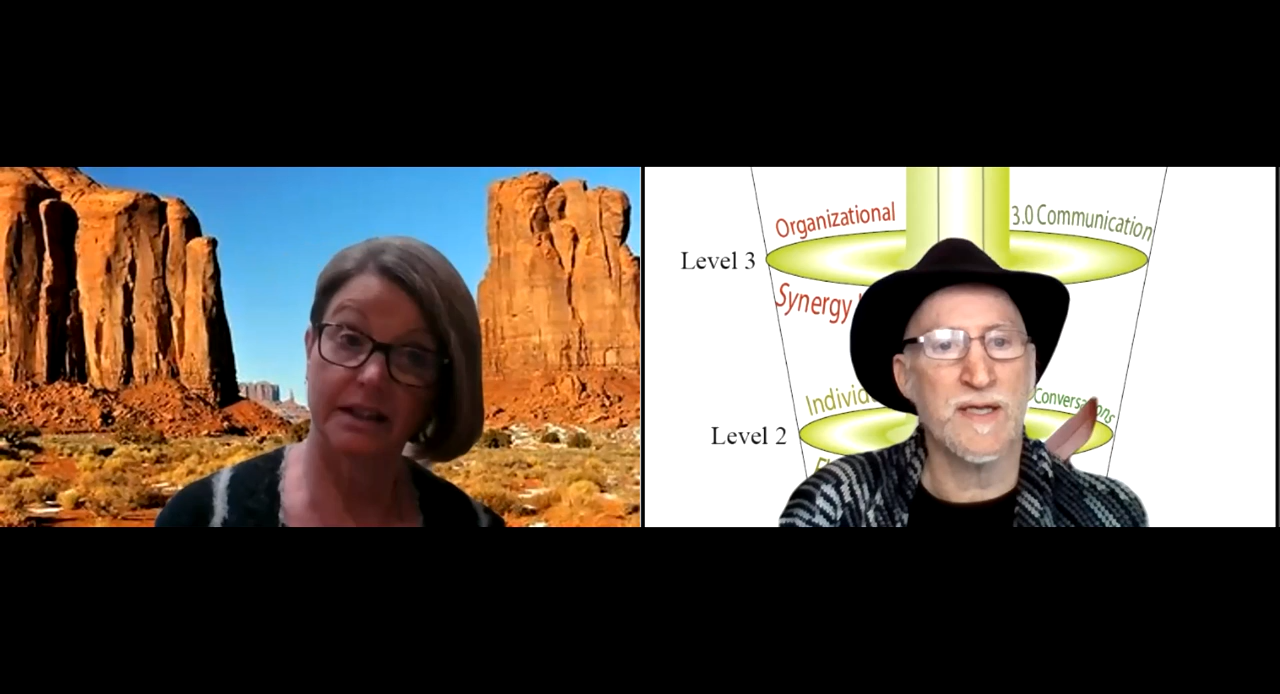 Organizational
3.0 Communication
Level 3
Synergy
Conversations
Level 2